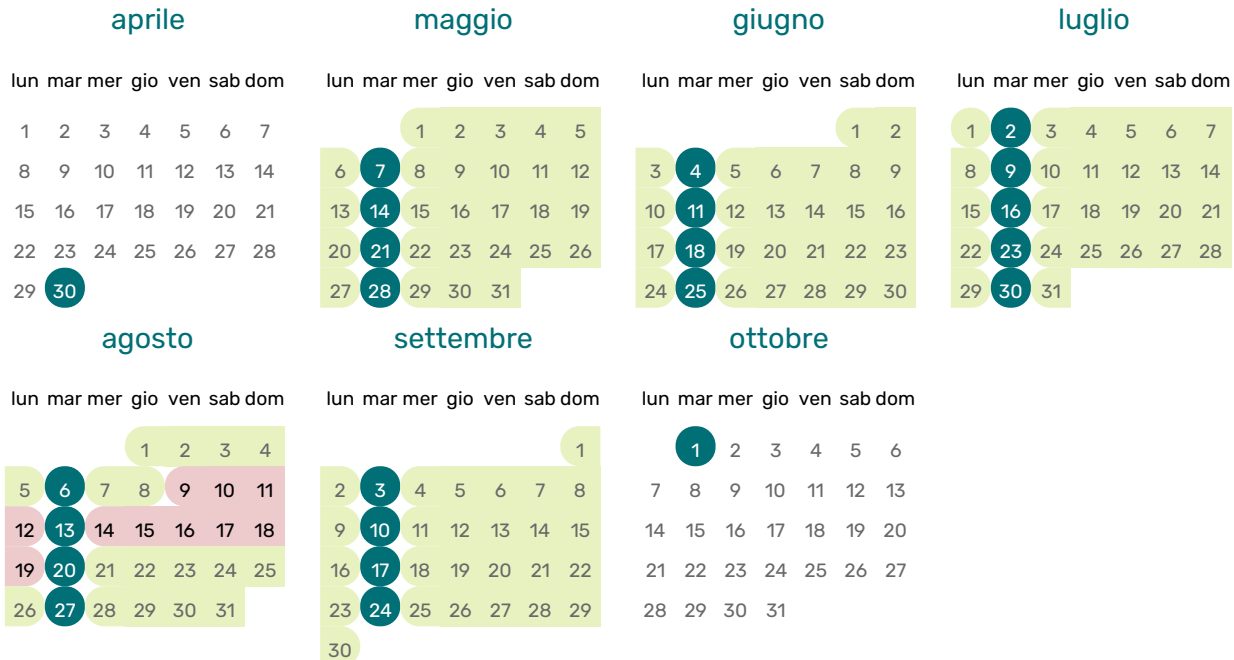 aprile maggio giugno luglio
lun mar mer gio ven sab dom lun mar mer gio ven sab dom lun mar mer gio ven sab dom lun mar mer gio ven sab dom
1 2 3 4 5 6 7 1 2 3 4 5 1 2 1 2 3 4 5 6 7
8 9 10 11 12 13 14 6 7 8 9 10 11 12 3 4 5 6 7 8 9 8 9 10 11 12 13 14
15 16 17 18 19 20 21 13 14 15 16 17 18 19 10 11 12 13 14 15 16 15 16 17 18 19 20 21
22 23 24 25 26 27 28 20 21 22 23 24 25 26 17 18 19 20 21 22 23 22 23 24 25 26 27 28
29 30 27 28 29 30 31 24 25 26 27 28 29 30 29 30 31
agosto settembre ottobre
lun mar mer gio ven sab dom lun mar mer gio ven sab dom lun mar mer gio ven sab dom
1 2 3 4 1 1 2 3 4 5 6
5 6 7 8 9 10 11 2 3 4 5 6 7 8 7 8 9 10 11 12 13
12 13 14 15 16 17 18 9 10 11 12 13 14 15 14 15 16 17 18 19 20
19 20 21 22 23 24 25 16 17 18 19 20 21 22 21 22 23 24 25 26 27
26 27 28 29 30 31 23 24 25 26 27 28 29 28 29 30 31
30